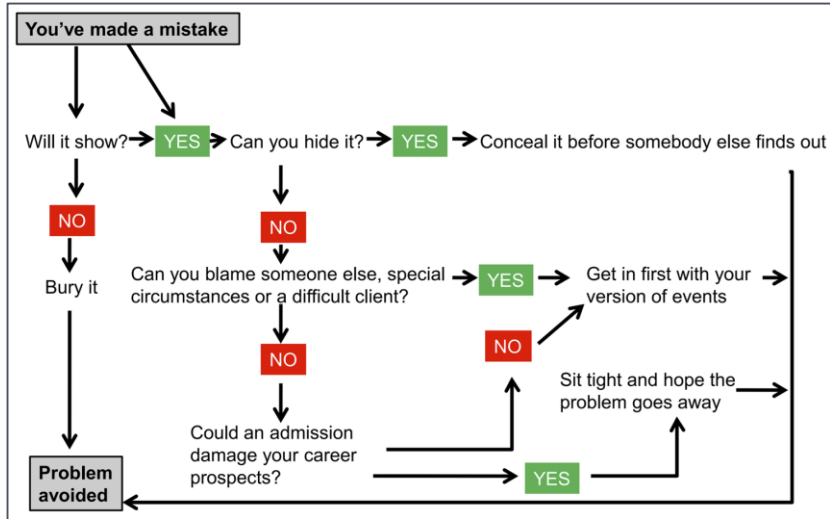 You've made a mistake
Will it show?
YES
Can you hide it?
YES
Conceal it before somebody else finds out
NO
NO
Bury it
Can you blame someone else, special
circumstances or a difficult client?
YES
Get in first with your
version of events
NO
NO
Sit tight and hope the
problem goes away
Could an admission
damage your career
prospects?
YES
Problem
avoided